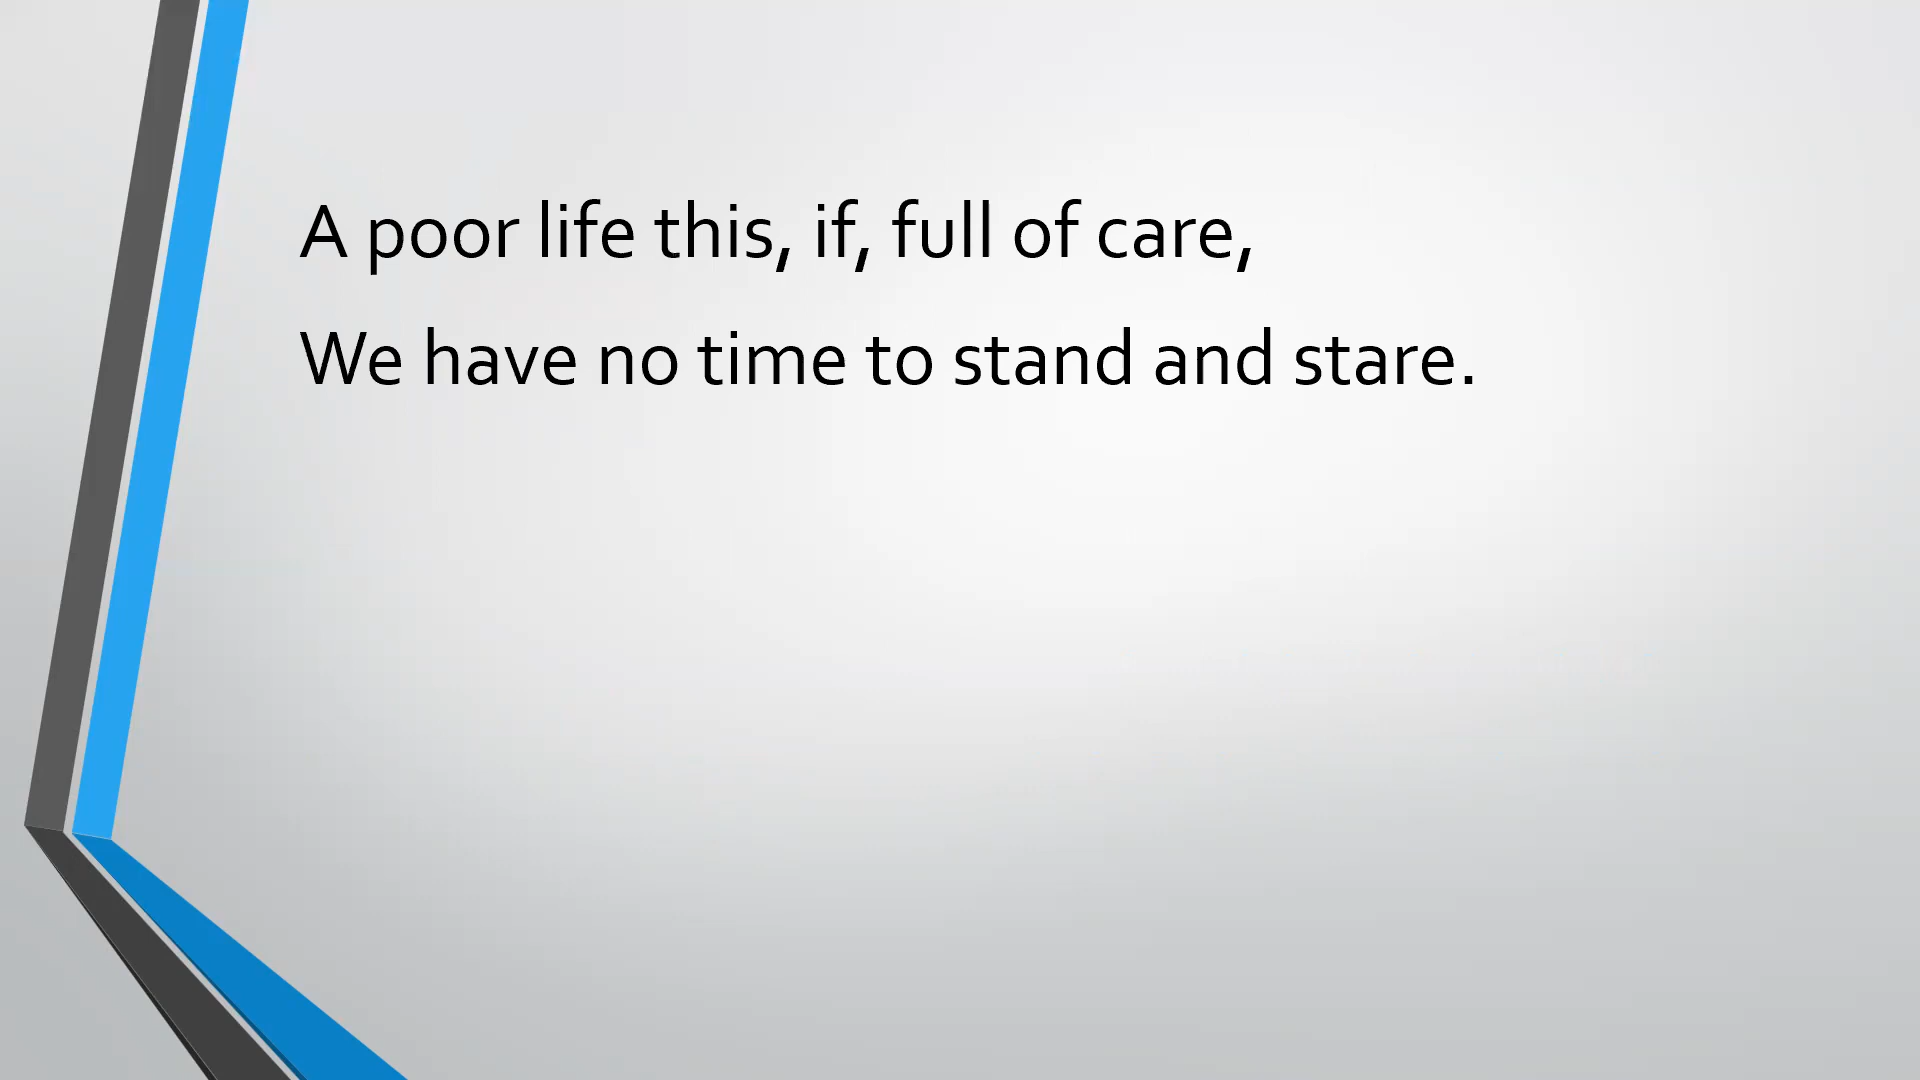 A poor life this, if, full of care,
We have no time to stand and stare.